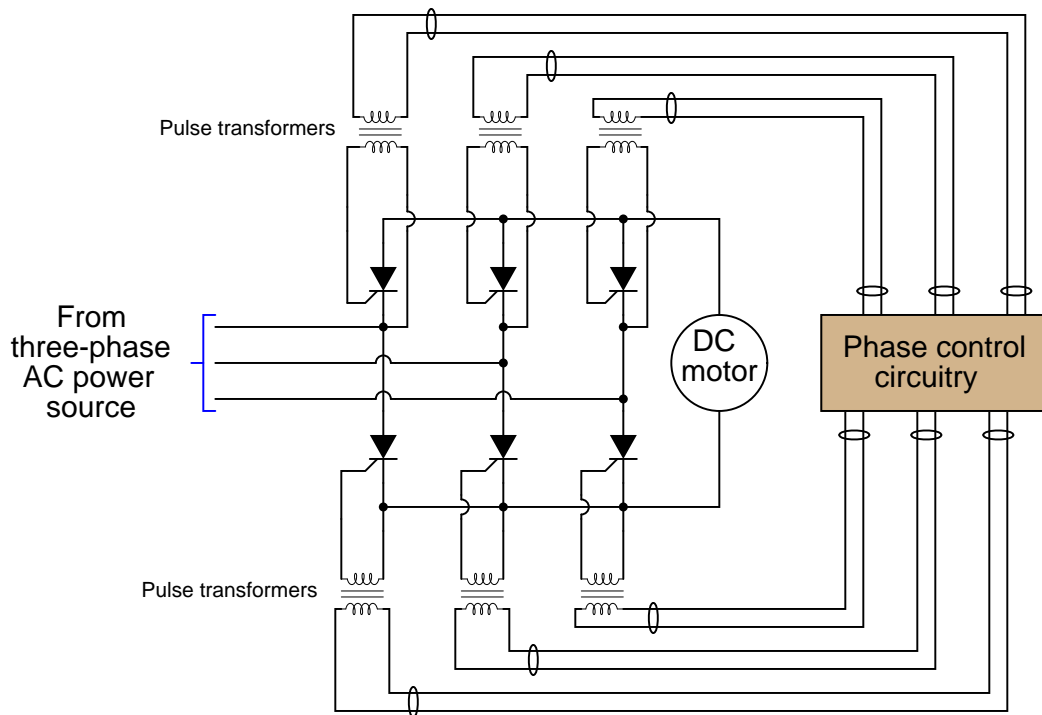 Pulse transformers
From
three-phase
AC power
source
DC
motor
Phase control
circuitry
Pulse transformers